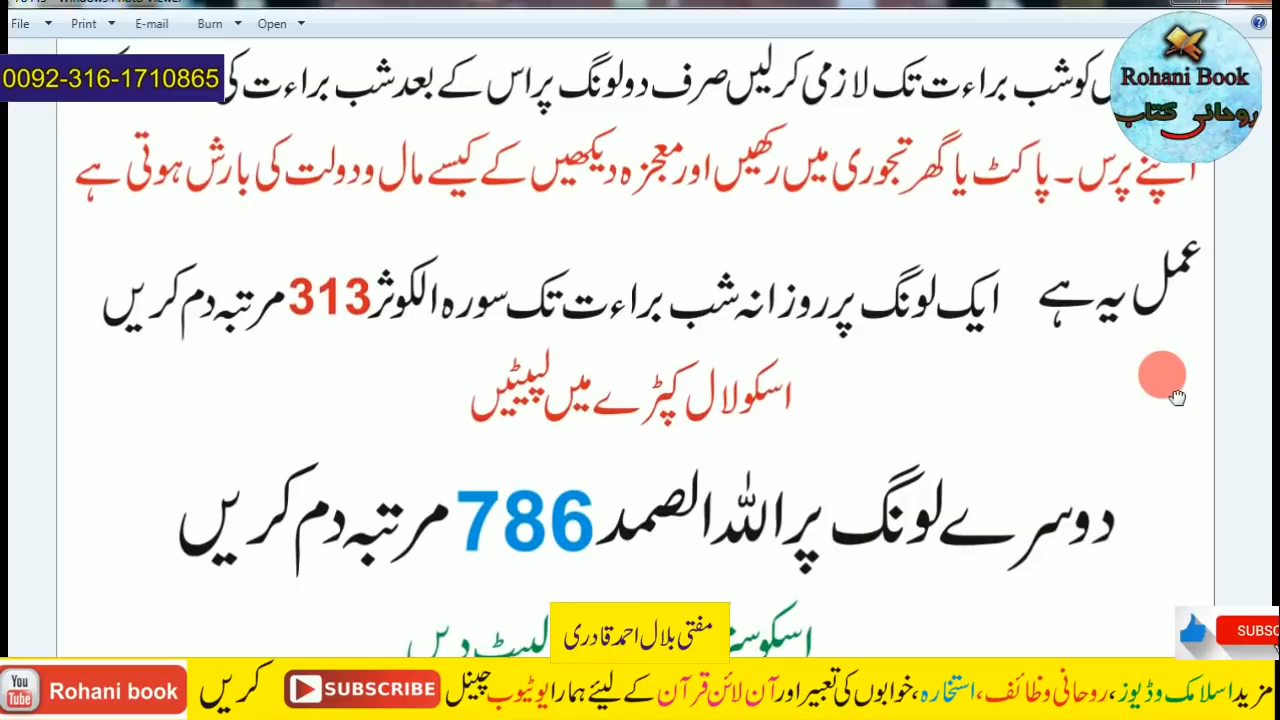 File Print E-mail Burn Open
0092-316-1710865
Rohani Book
روحانی کتاب
کو شب براءت تک لازمی کرلیں صرف دو لونگ پر اس کے بعد شب براءت کی
اپنے پرس۔ پاکٹ یا گھر تجوری میں رکھیں اور معجزہ دیکھیں کے کیسے مال و دولت کی بارش ہوتی ہے
عمل یہ ہے ایک لونگ پر روزانہ شب براءت تک سورہ الکوثر 313 مرتبہ دم کریں
اسکو لال کپڑے میں لپیٹیں
دوسرے لونگ پر اللہ الصمد 786 مرتبہ دم کریں
اسکو لپیٹ دیں
مفتی بلال احمد قادری
SUBSC
مزید اسلامک وڈیوز، روحانی وظائف، استخارہ، خوابوں کی تعبیر اور آن لائن قرآن کے لیئے ہمارا یوٹیوب چینل SUBSCRIBE کریں
You Tube Rohani book